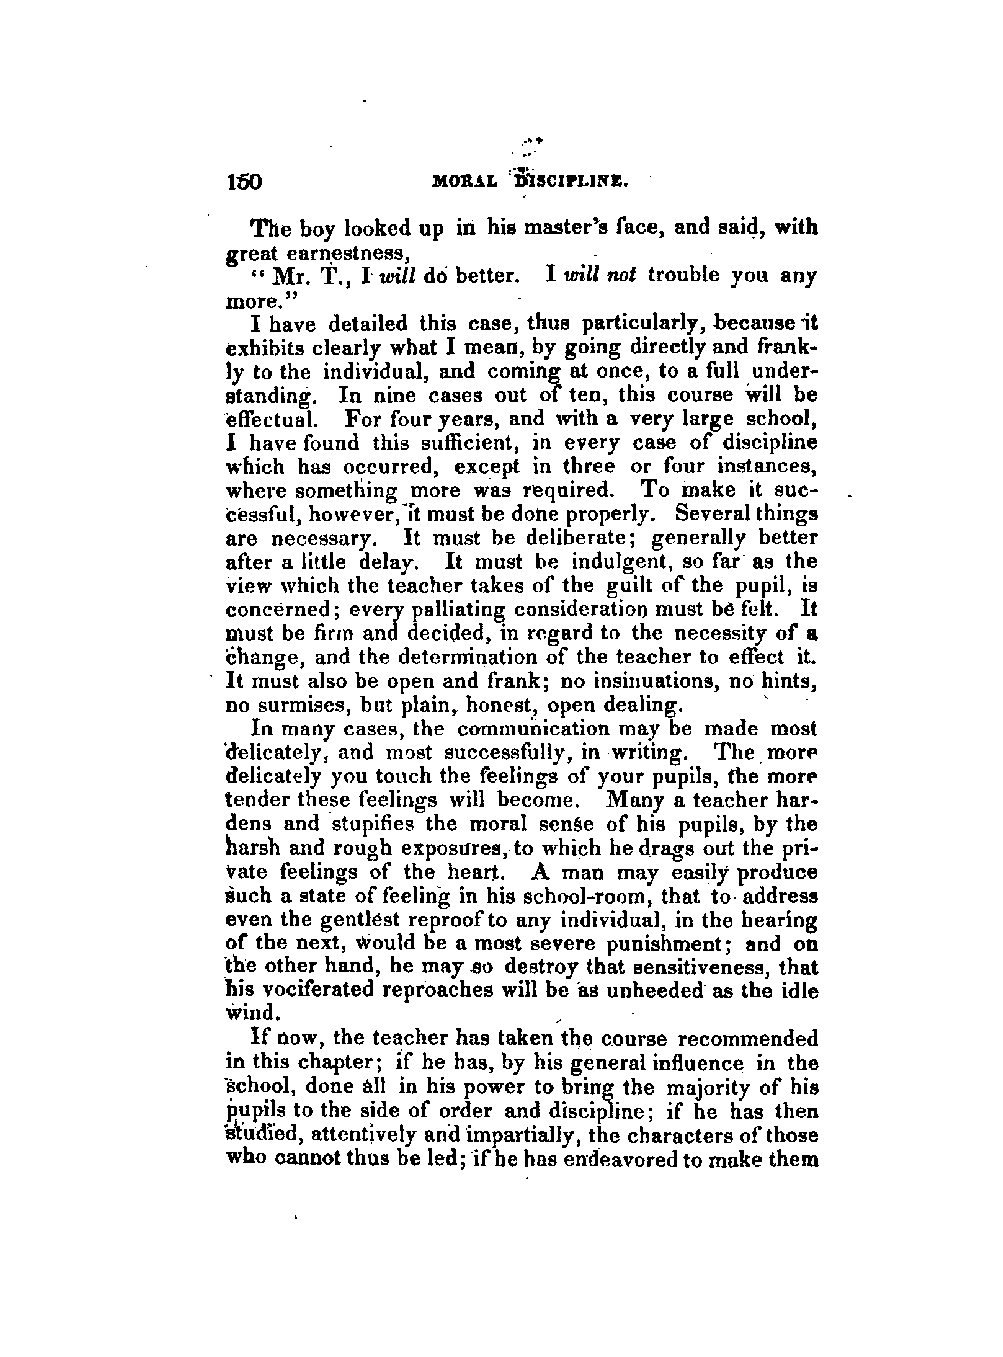 150 MORAL DISCIPLINE.
The boy looked up in his master's face, and said, with
great earnestness,
“ Mr. T., I will do better. I will not trouble you any
more.”
I have detailed this case, thus particularly, because it
exhibits clearly what I mean, by going directly and frank-
ly to the individual, and coming at once, to a full under-
standing. In nine cases out of ten, this course will be
effectual. For four years, and with a very large school,
I have found this sufficient, in every case of discipline
which has occurred, except in three or four instances,
where something more was required. To make it suc-
cessful, however, it must be done properly. Several things
are necessary. It must be deliberate; generally better
after a little delay. It must be indulgent, so far as the
view which the teacher takes of the guilt of the pupil, is
concerned; every palliating consideration must be felt. It
must be firm and decided, in regard to the necessity of a
change, and the determination of the teacher to effect it.
It must also be open and frank; no insinuations, no hints,
no surmises, but plain, honest, open dealing.
In many cases, the communication may be made most
delicately, and most successfully, in writing. The more
delicately you touch the feelings of your pupils, the more
tender these feelings will become. Many a teacher har-
dens and stupifies the moral sense of his pupils, by the
harsh and rough exposures, to which he drags out the pri-
vate feelings of the heart. A man may easily produce
such a state of feeling in his school-room, that to address
even the gentlest reproof to any individual, in the hearing
of the next, would be a most severe punishment; and on
the other hand, he may so destroy that sensitiveness, that
his vociferated reproaches will be as unheeded as the idle
wind.
If now, the teacher has taken the course recommended
in this chapter; if he has, by his general influence in the
school, done all in his power to bring the majority of his
pupils to the side of order and discipline; if he has then
studied, attentively and impartially, the characters of those
who cannot thus be led; if he has endeavored to make them